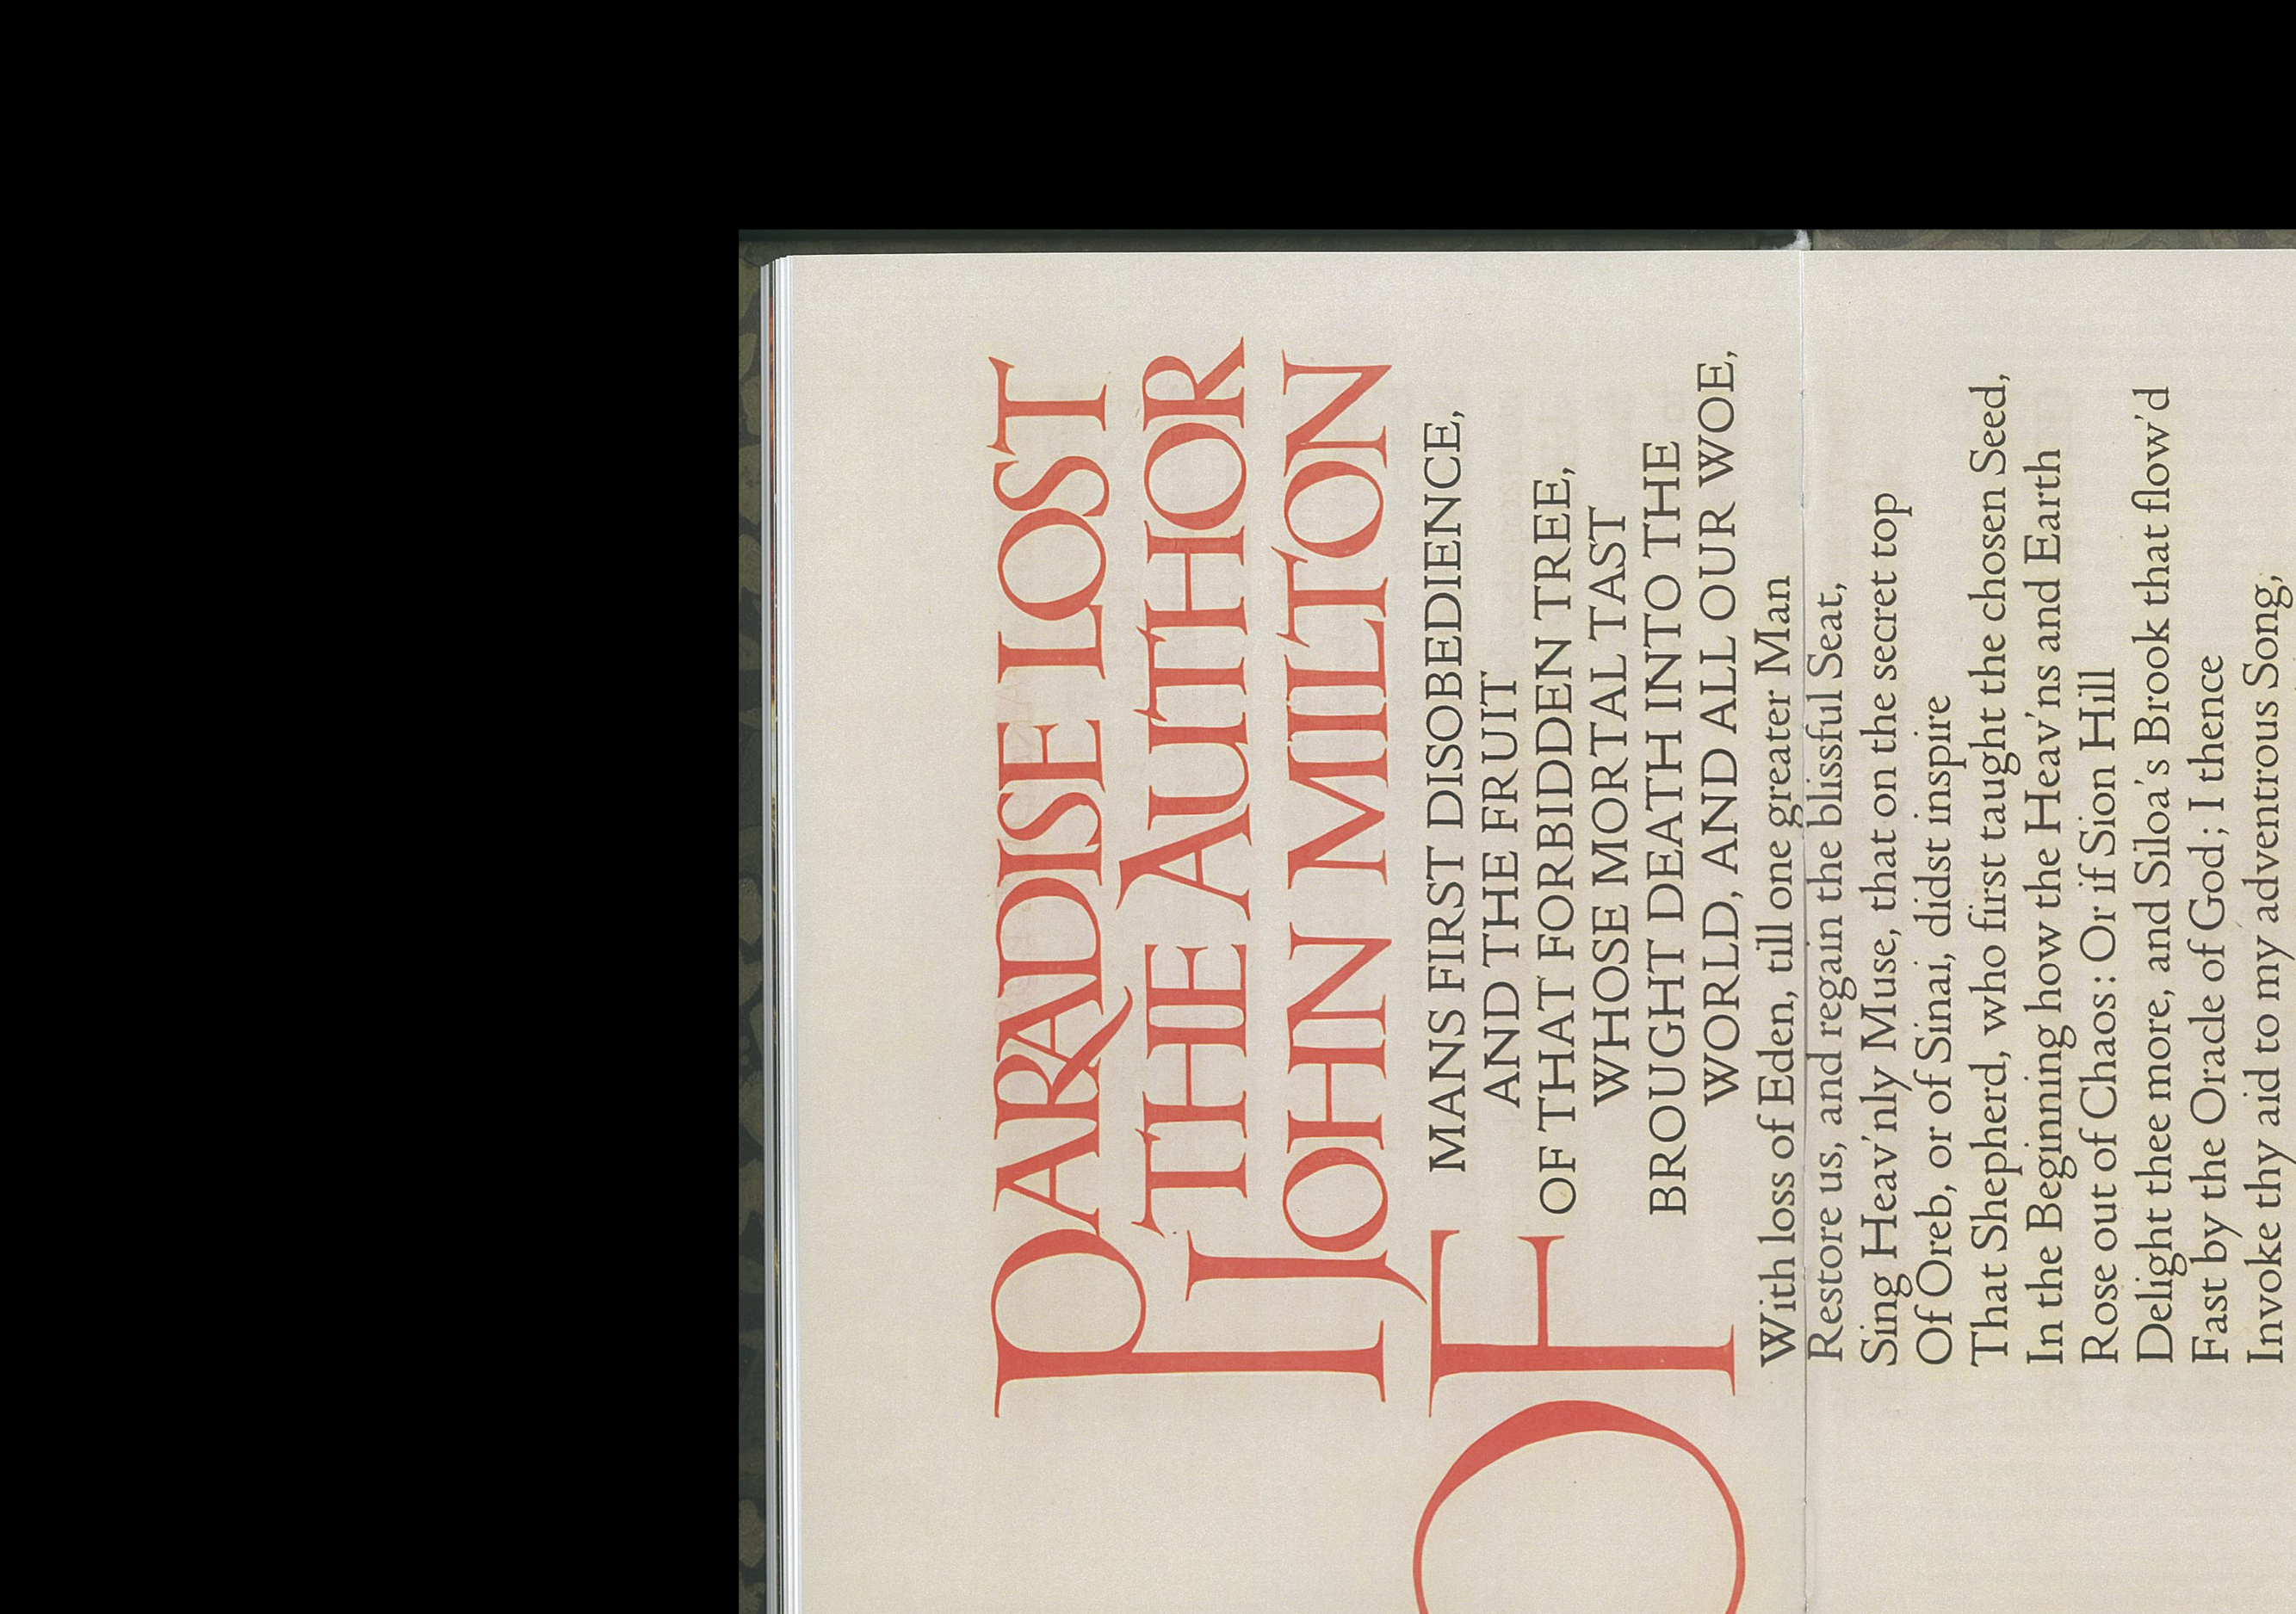 PARADISE LOST
THE AUTHOR
JOHN MILTON
OF MANS FIRST DISOBEDIENCE,
AND THE FRUIT
OF THAT FORBIDDEN TREE,
WHOSE MORTAL TAST
BROUGHT DEATH INTO THE
WORLD, AND ALL OUR WOE,
With loss of Eden, till one greater Man
Restore us, and regain the blissful Seat,
Sing Heav'nly Muse, that on the secret top
Of Oreb, or of Sinai, didst inspire
That Shepherd, who first taught the chosen Seed,
In the Beginning how the Heav'ns and Earth
Rose out of Chaos: Or if Sion Hill
Delight thee more, and Siloa's Brook that flow'd
Fast by the Oracle of God; I thence
Invoke thy aid to my adventrous Song,